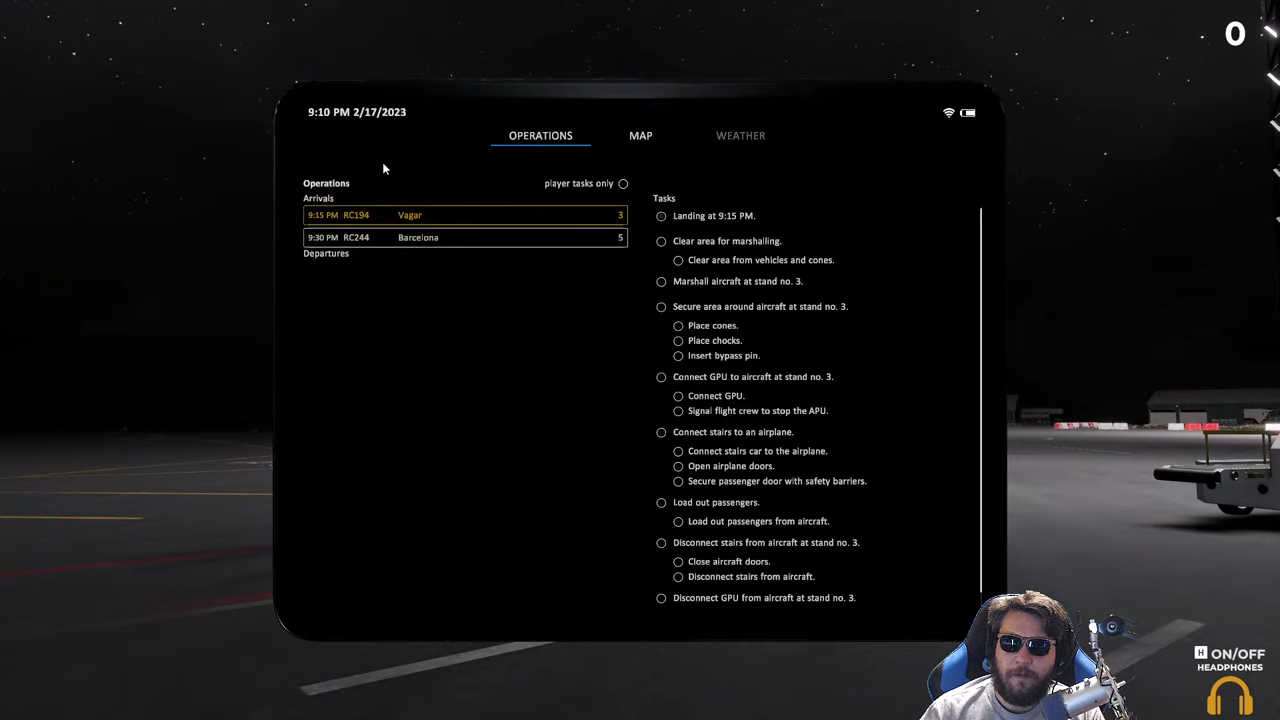 0
9:10 PM 2/17/2023
OPERATIONS MAP WEATHER
Operations player tasks only
Arrivals
9:15 PM RC194 Vagar 3
9:30 PM RC244 Barcelona 5
Departures
Tasks
Landing at 9:15 PM.
Clear area for marshalling.
Clear area from vehicles and cones.
Marshall aircraft at stand no. 3.
Secure area around aircraft at stand no. 3.
Place cones.
Place chocks.
Insert bypass pin.
Connect GPU to aircraft at stand no. 3.
Connect GPU.
Signal flight crew to stop the APU.
Connect stairs to an airplane.
Connect stairs car to the airplane.
Open airplane doors.
Secure passenger door with safety barriers.
Load out passengers.
Load out passengers from aircraft.
Disconnect stairs from aircraft at stand no. 3.
Close aircraft doors.
Disconnect stairs from aircraft.
Disconnect GPU from aircraft at stand no. 3.
H ON/OFF
HEADPHONES